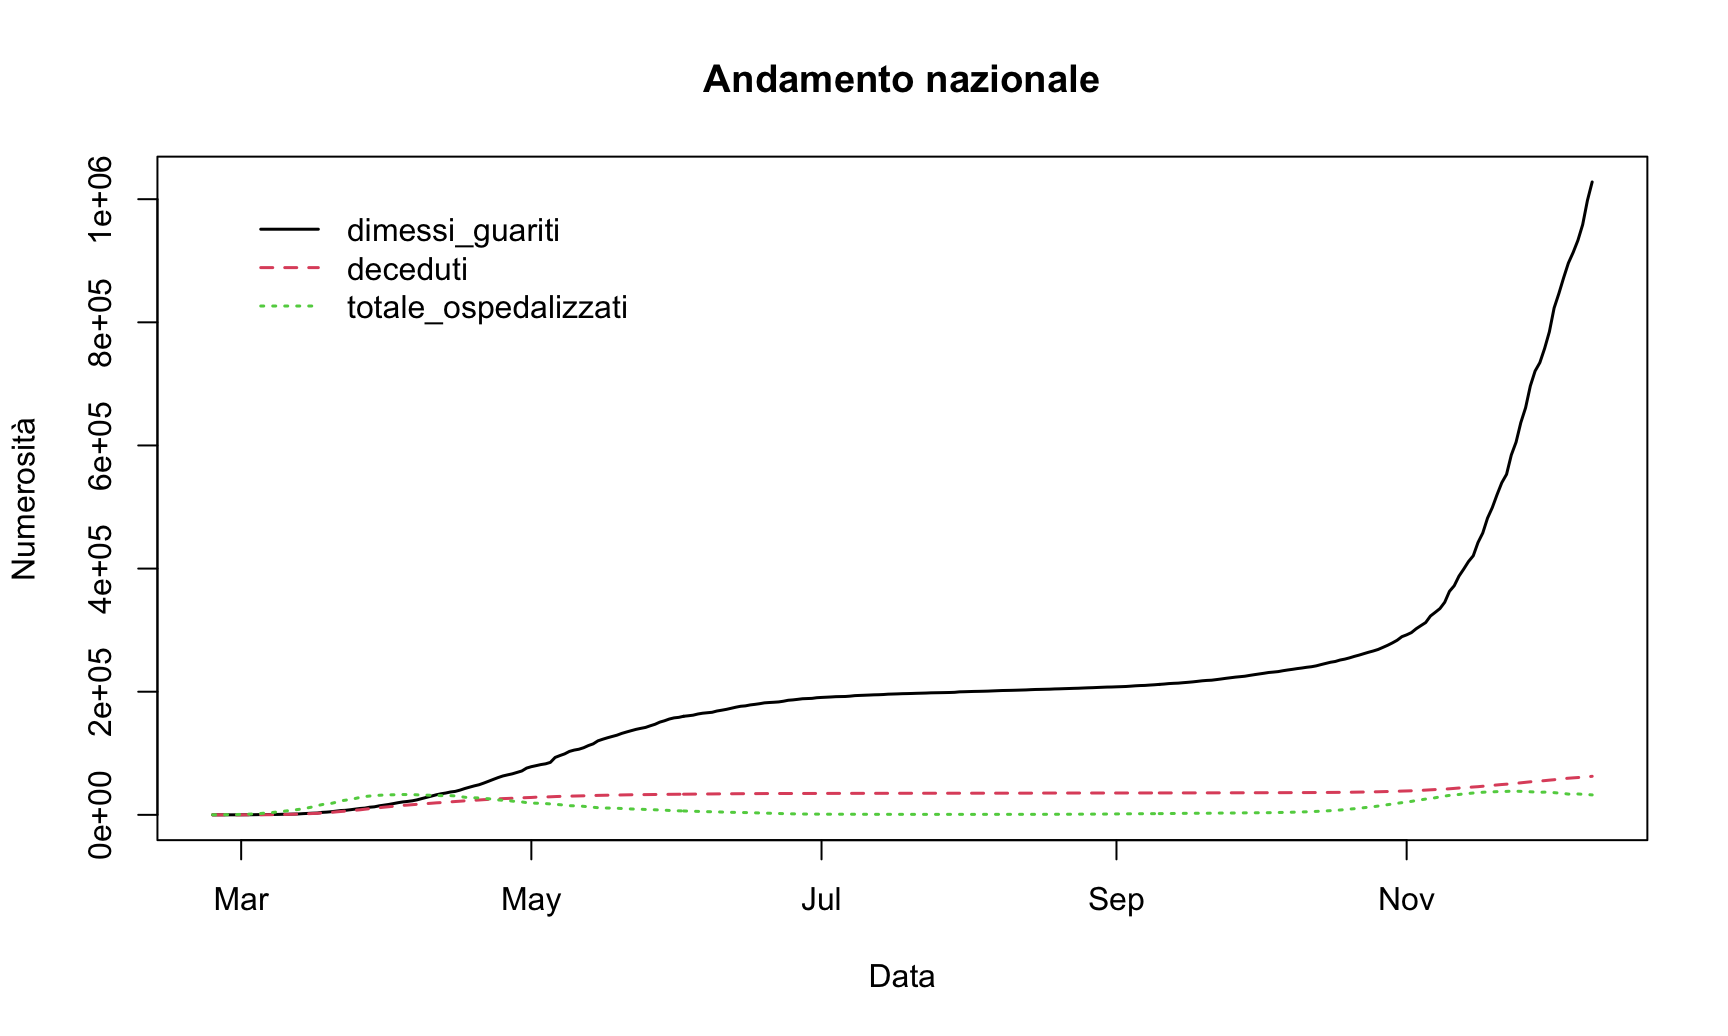 Andamento nazionale
dimessi_guariti
deceduti
totale_ospedalizzati
Numerosità
1e+06
8e+05
6e+05
4e+05
2e+05
0e+00
Mar May Jul Sep Nov
Data